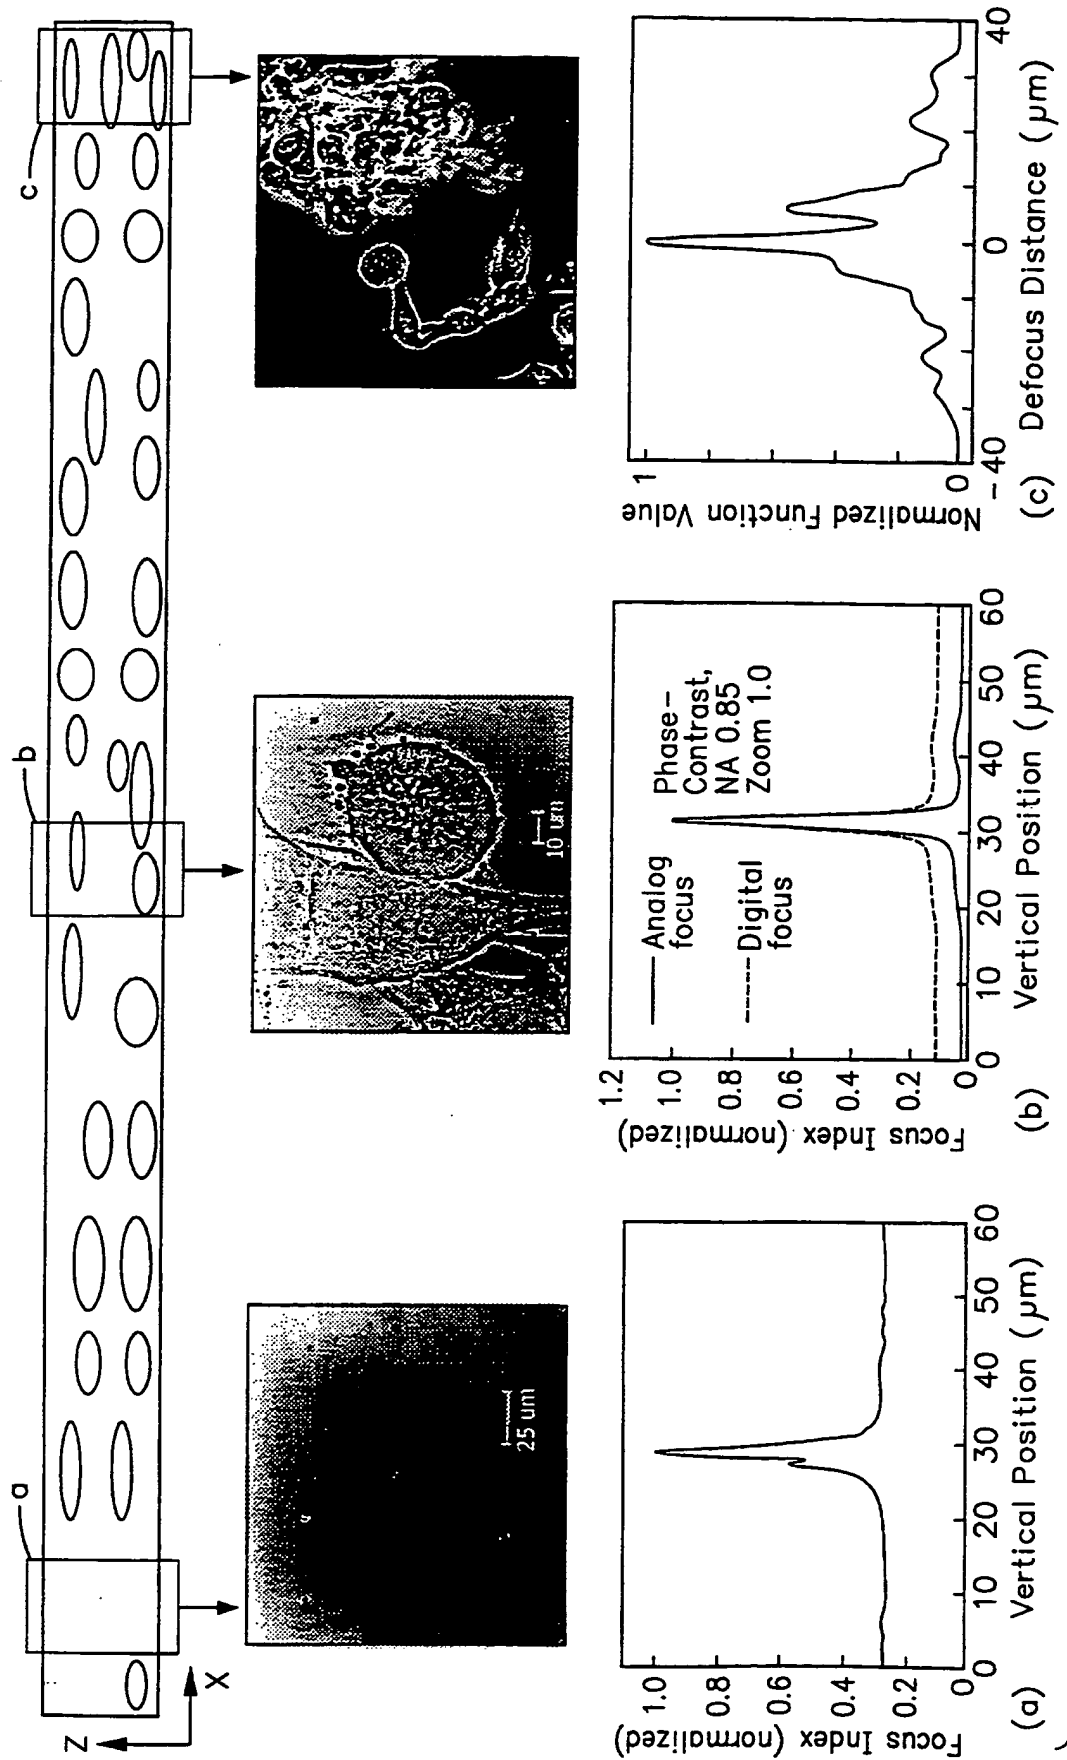 a
b
c
Z
X
25 um
10 um
Focus Index (normalized)
1.0
0.8
0.6
0.4
0.2
0
0 10 20 30 40 50 60
Vertical Position (µm)
(a)
Focus Index (normalized)
1.2
1.0
0.8
0.6
0.4
0.2
0
Analog
focus
Digital
focus
Phase-
Contrast,
NA 0.85
Zoom 1.0
0 10 20 30 40 50 60
Vertical Position (µm)
(b)
Normalized Function Value
1
0
-40 0 40
Defocus Distance (µm)
(c)